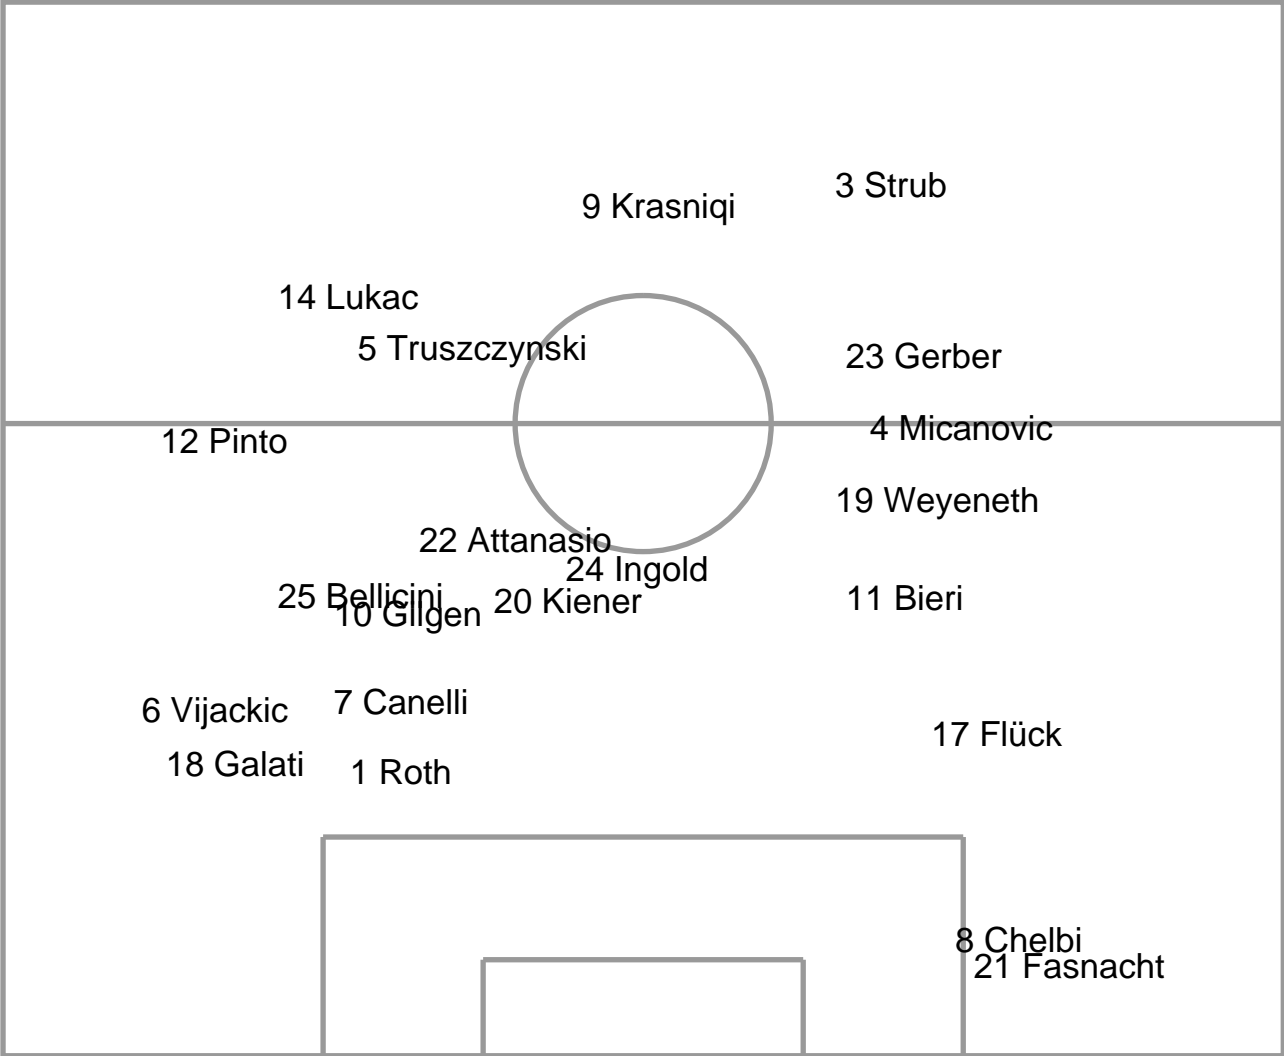 3 Strub
9 Krasniqi
14 Lukac
5 Truszczynski
23 Gerber
4 Micanovic
12 Pinto
19 Weyeneth
22 Attanasio
24 Ingold
25 Bellicini
20 Kiener
11 Bieri
10 Gilgen
7 Canelli
6 Vijackic
17 Flück
18 Galati
1 Roth
8 Chelbi
21 Fasnacht